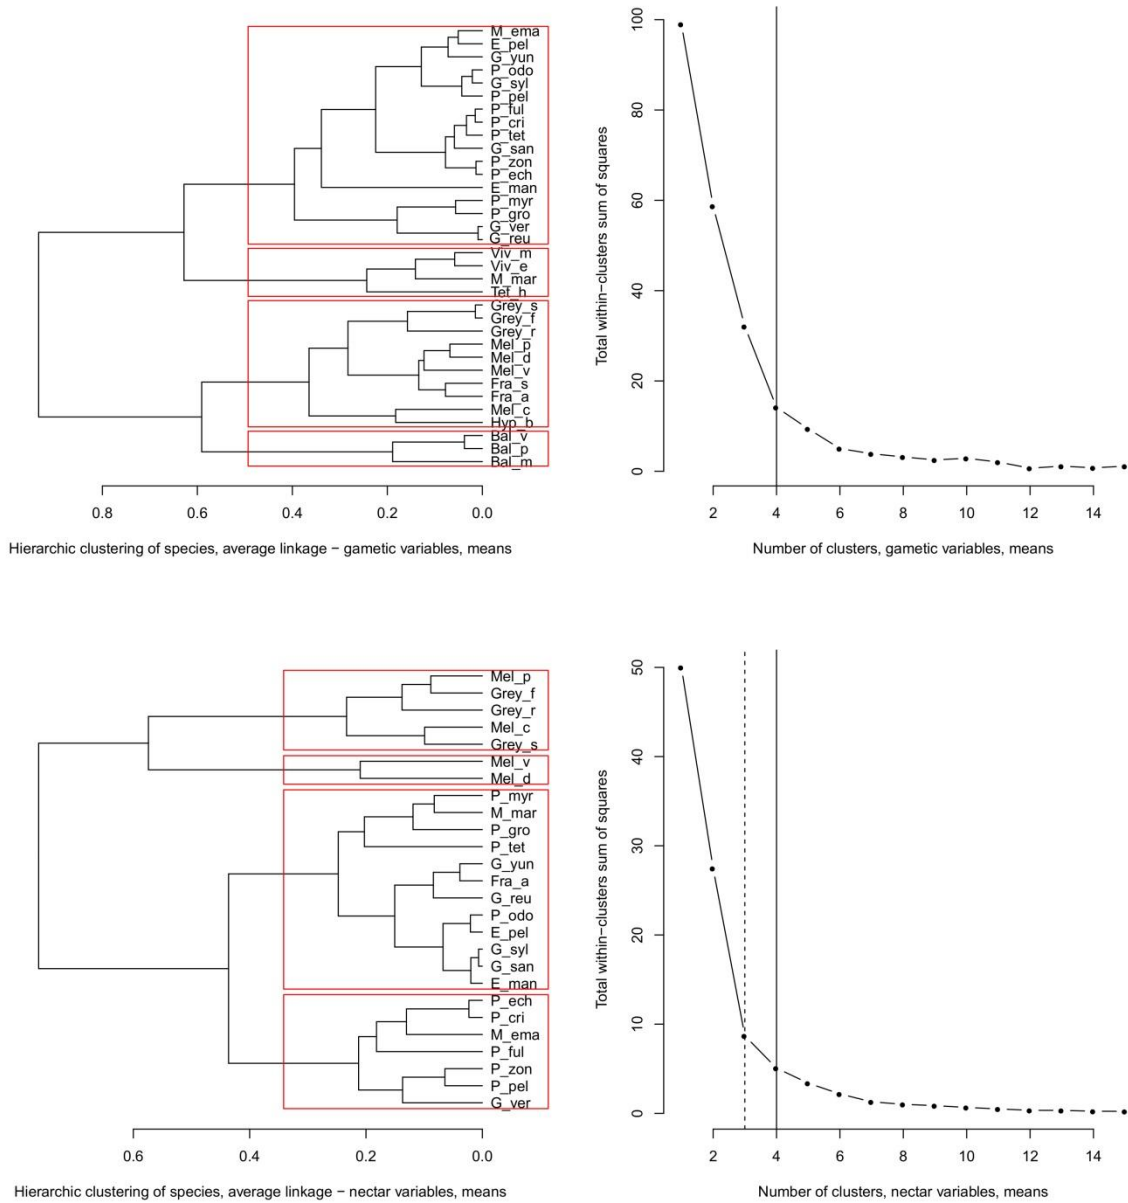 M_ema
E_pel
G_yun
P_odo
G_syl
P_pel
P_ful
P_cri
P_tet
G_san
P_zon
P_ech
E_man
P_myr
P_gro
G_ver
G_reu
Viv_m
Viv_e
M_mar
Tet_h
Grey_s
Grey_f
Grey_r
Mel_p
Mel_d
Mel_v
Fra_s
Fra_a
Mel_c
Hyp_b
Bal_v
Bal_p
Bal_m
0.8 0.6 0.4 0.2 0.0
Hierarchic clustering of species, average linkage − gametic variables, means
Total within−clusters sum of squares
100
80
60
40
20
0
2 4 6 8 10 12 14
Number of clusters, gametic variables, means
Mel_p
Grey_f
Grey_r
Mel_c
Grey_s
Mel_v
Mel_d
P_myr
M_mar
P_gro
P_tet
G_yun
Fra_a
G_reu
P_odo
E_pel
G_syl
G_san
E_man
P_ech
P_cri
M_ema
P_ful
P_zon
P_pel
G_ver
0.6 0.4 0.2 0.0
Hierarchic clustering of species, average linkage − nectar variables, means
Total within−clusters sum of squares
50
40
30
20
10
0
2 4 6 8 10 12 14
Number of clusters, nectar variables, means